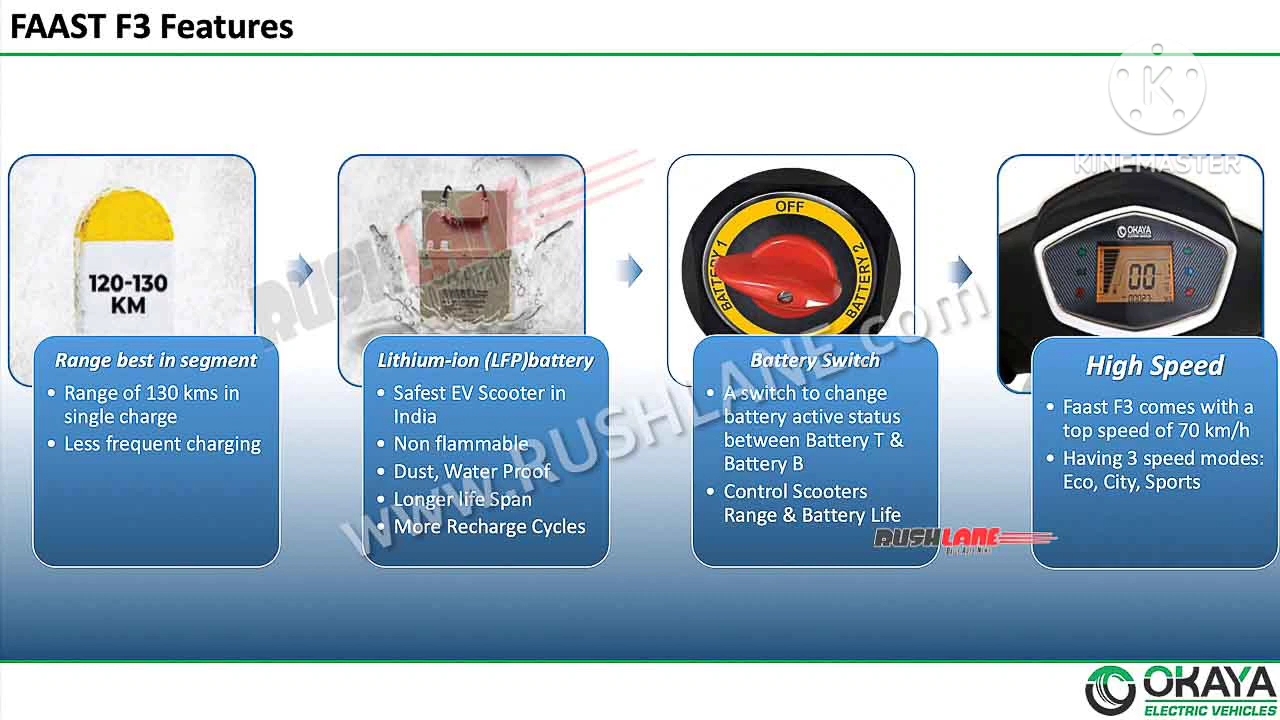 FAAST F3 Features
KINEMASTER
120-130
KM
OFF
BATTERY 1
BATTERY 2
OKAYA
ELECTRIC VEHICLES
00
RUSHLANE
www.RUSHLANE.com
Range best in segment
• Range of 130 kms in
single charge
• Less frequent charging
Lithium-ion (LFP)battery
• Safest EV Scooter in
India
• Non flammable
• Dust, Water Proof
• Longer life Span
• More Recharge Cycles
Battery Switch
• A switch to change
battery active status
between Battery T &
Battery B
• Control Scooters
Range & Battery Life
High Speed
• Faast F3 comes with a
top speed of 70 km/h
• Having 3 speed modes:
Eco, City, Sports
RUSHLANE
OKAYA
ELECTRIC VEHICLES